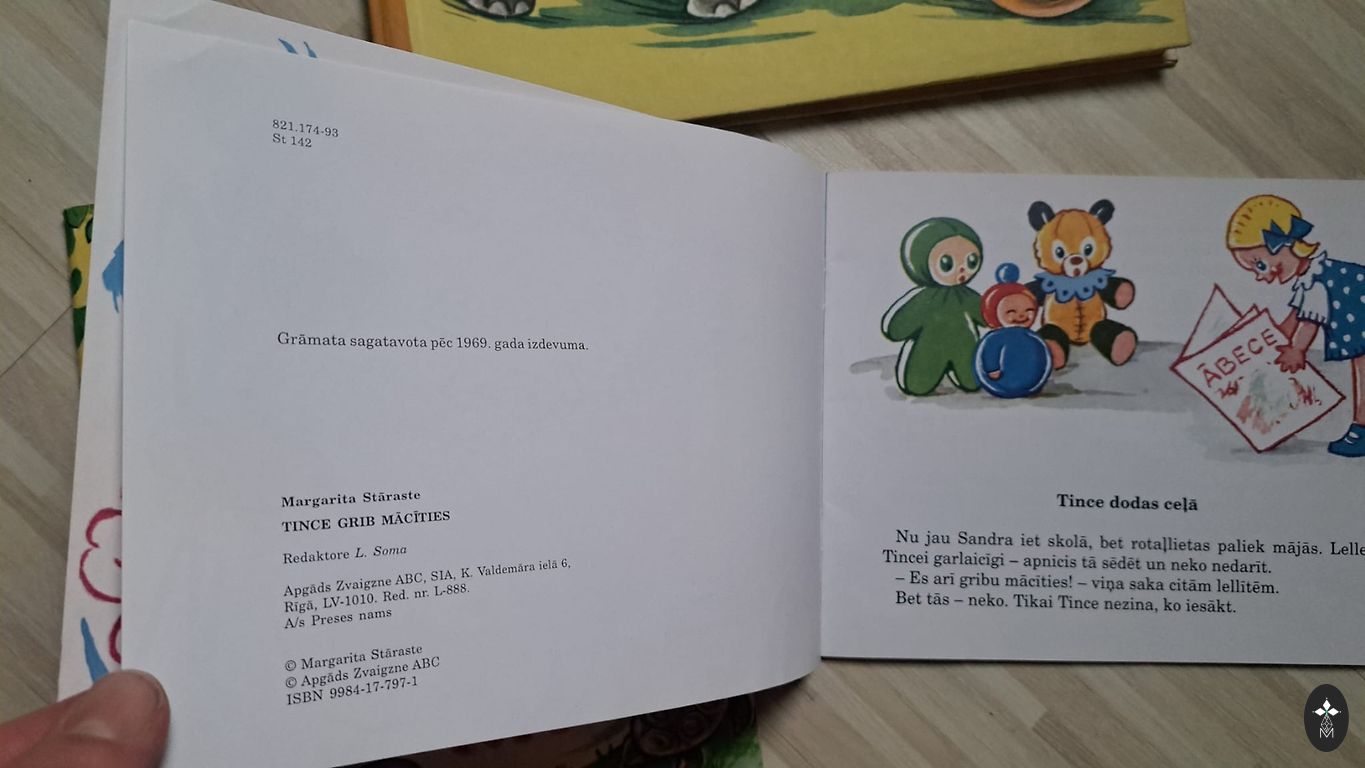 821.174-93
St 142
Grāmata sagatavota pēc 1969. gada izdevuma.
Margarita Stāraste
TINCE GRIB MĀCĪTIES
Redaktore L. Soma
Apgāds Zvaigzne ABC, SIA, K. Valdemāra ielā 6,
Rīgā, LV-1010. Red. nr. L-888.
A/s Preses nams
© Margarita Stāraste
© Apgāds Zvaigzne ABC
ISBN 9984-17-797-1
ĀBECE
Tince dodas ceļā
Nu jau Sandra iet skolā, bet rotaļlietas paliek mājās. Lelle
Tincei garlaicīgi – apnicis tā sēdēt un neko nedarīt.
– Es arī gribu mācīties! – viņa saka citām lellītēm.
Bet tās – neko. Tikai Tince nezina, ko iesākt.
M